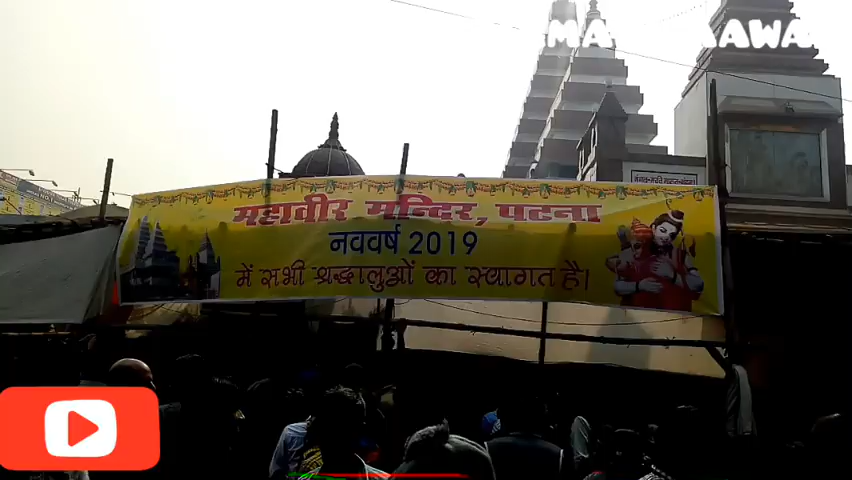 महावीर मन्दिर, पटना
नववर्ष 2019
में सभी श्रद्धालुओं का स्वागत है।